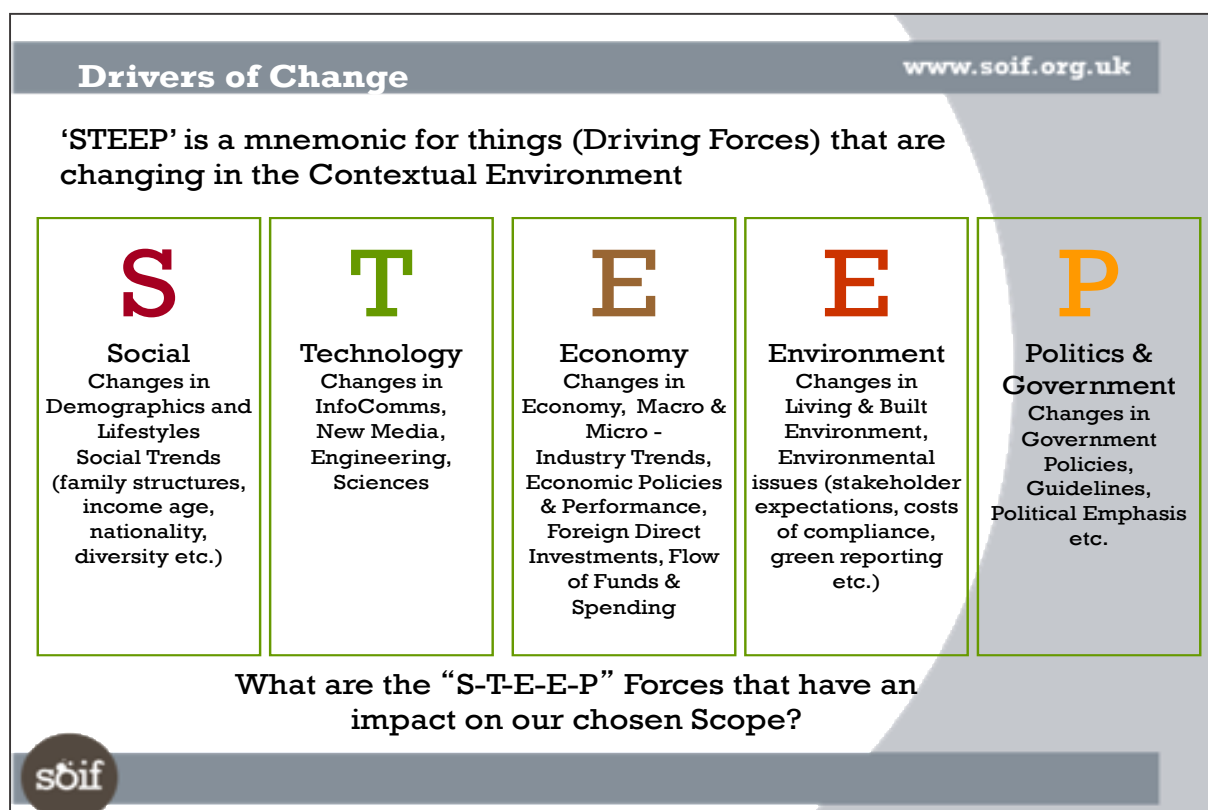 Drivers of Change
www.soif.org.uk
‘STEEP’ is a mnemonic for things (Driving Forces) that are
changing in the Contextual Environment
S
Social
Changes in
Demographics and
Lifestyles
Social Trends
(family structures,
income age,
nationality,
diversity etc.)
T
Technology
Changes in
InfoComms,
New Media,
Engineering,
Sciences
E
Economy
Changes in
Economy, Macro &
Micro -
Industry Trends,
Economic Policies
& Performance,
Foreign Direct
Investments, Flow
of Funds &
Spending
E
Environment
Changes in
Living & Built
Environment,
Environmental
issues (stakeholder
expectations, costs
of compliance,
green reporting
etc.)
P
Politics &
Government
Changes in
Government
Policies,
Guidelines,
Political Emphasis
etc.
What are the “S-T-E-E-P” Forces that have an
impact on our chosen Scope?
soif